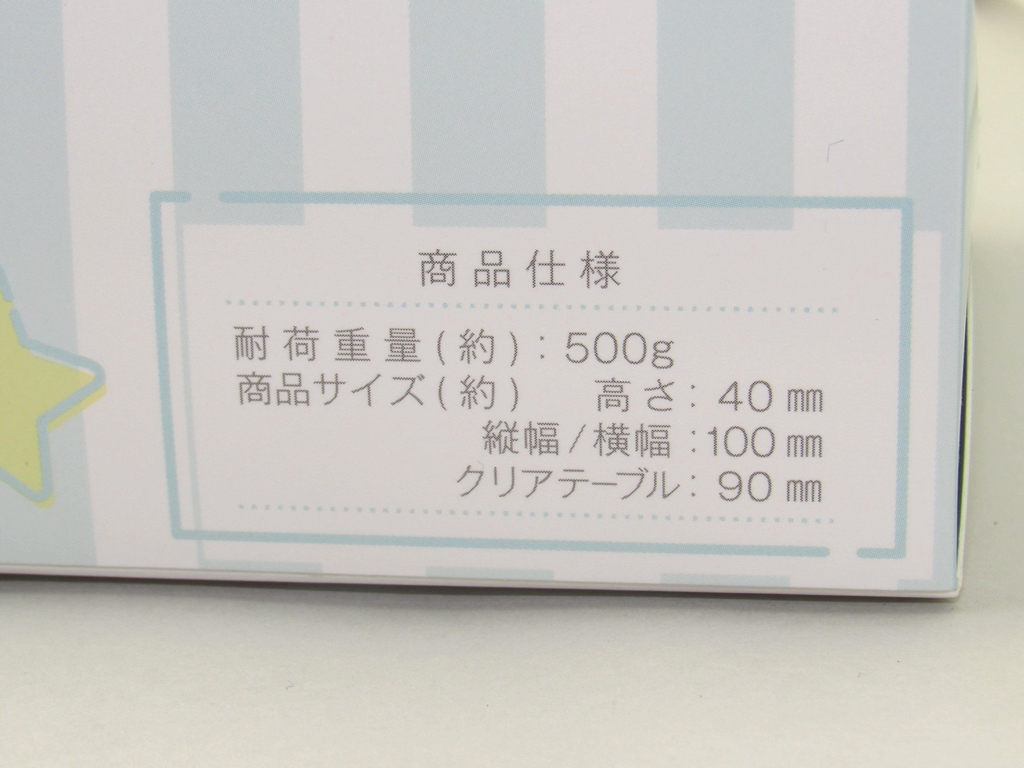 商品仕様
耐荷重量(約):500g
商品サイズ(約) 高さ: 40㎜
縦幅/横幅:100㎜
クリアテーブル: 90㎜